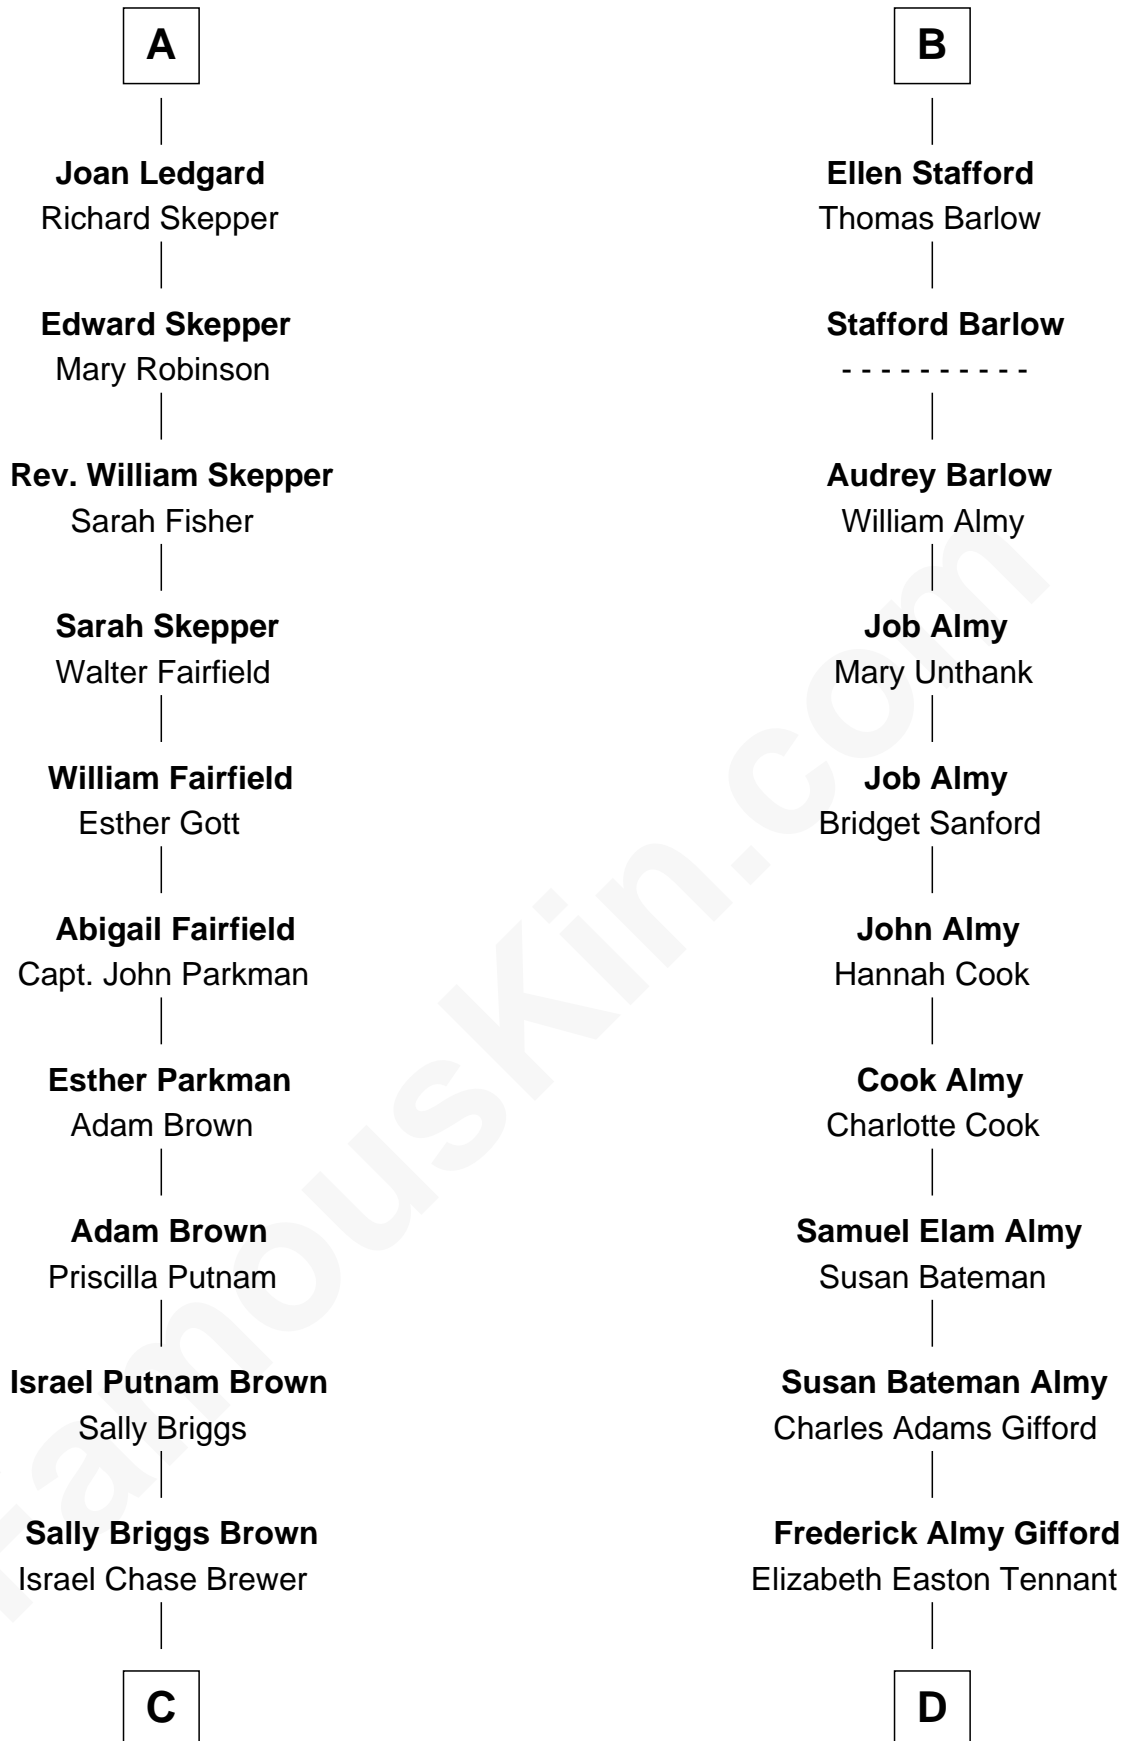 A
Joan Ledgard
Richard Skepper
Edward Skepper
Mary Robinson
Rev. William Skepper
Sarah Fisher
Sarah Skepper
Walter Fairfield
William Fairfield
Esther Gott
Abigail Fairfield
Capt. John Parkman
Esther Parkman
Adam Brown
Adam Brown
Priscilla Putnam
Israel Putnam Brown
Sally Briggs
Sally Briggs Brown
Israel Chase Brewer
C
B
Ellen Stafford
Thomas Barlow
Stafford Barlow
- - - - - - - - - -
Audrey Barlow
William Almy
Job Almy
Mary Unthank
Job Almy
Bridget Sanford
John Almy
Hannah Cook
Cook Almy
Charlotte Cook
Samuel Elam Almy
Susan Bateman
Susan Bateman Almy
Charles Adams Gifford
Frederick Almy Gifford
Elizabeth Easton Tennant
D
FamousKin.com